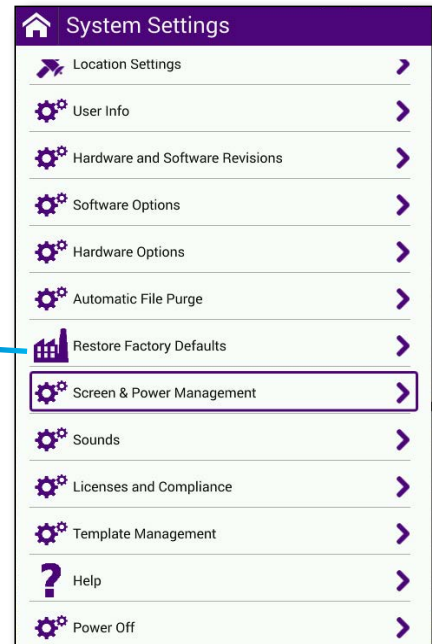 System Settings
Location Settings
User Info
Hardware and Software Revisions
Software Options
Hardware Options
Automatic File Purge
Restore Factory Defaults
Screen & Power Management
Sounds
Licenses and Compliance
Template Management
Help
Power Off